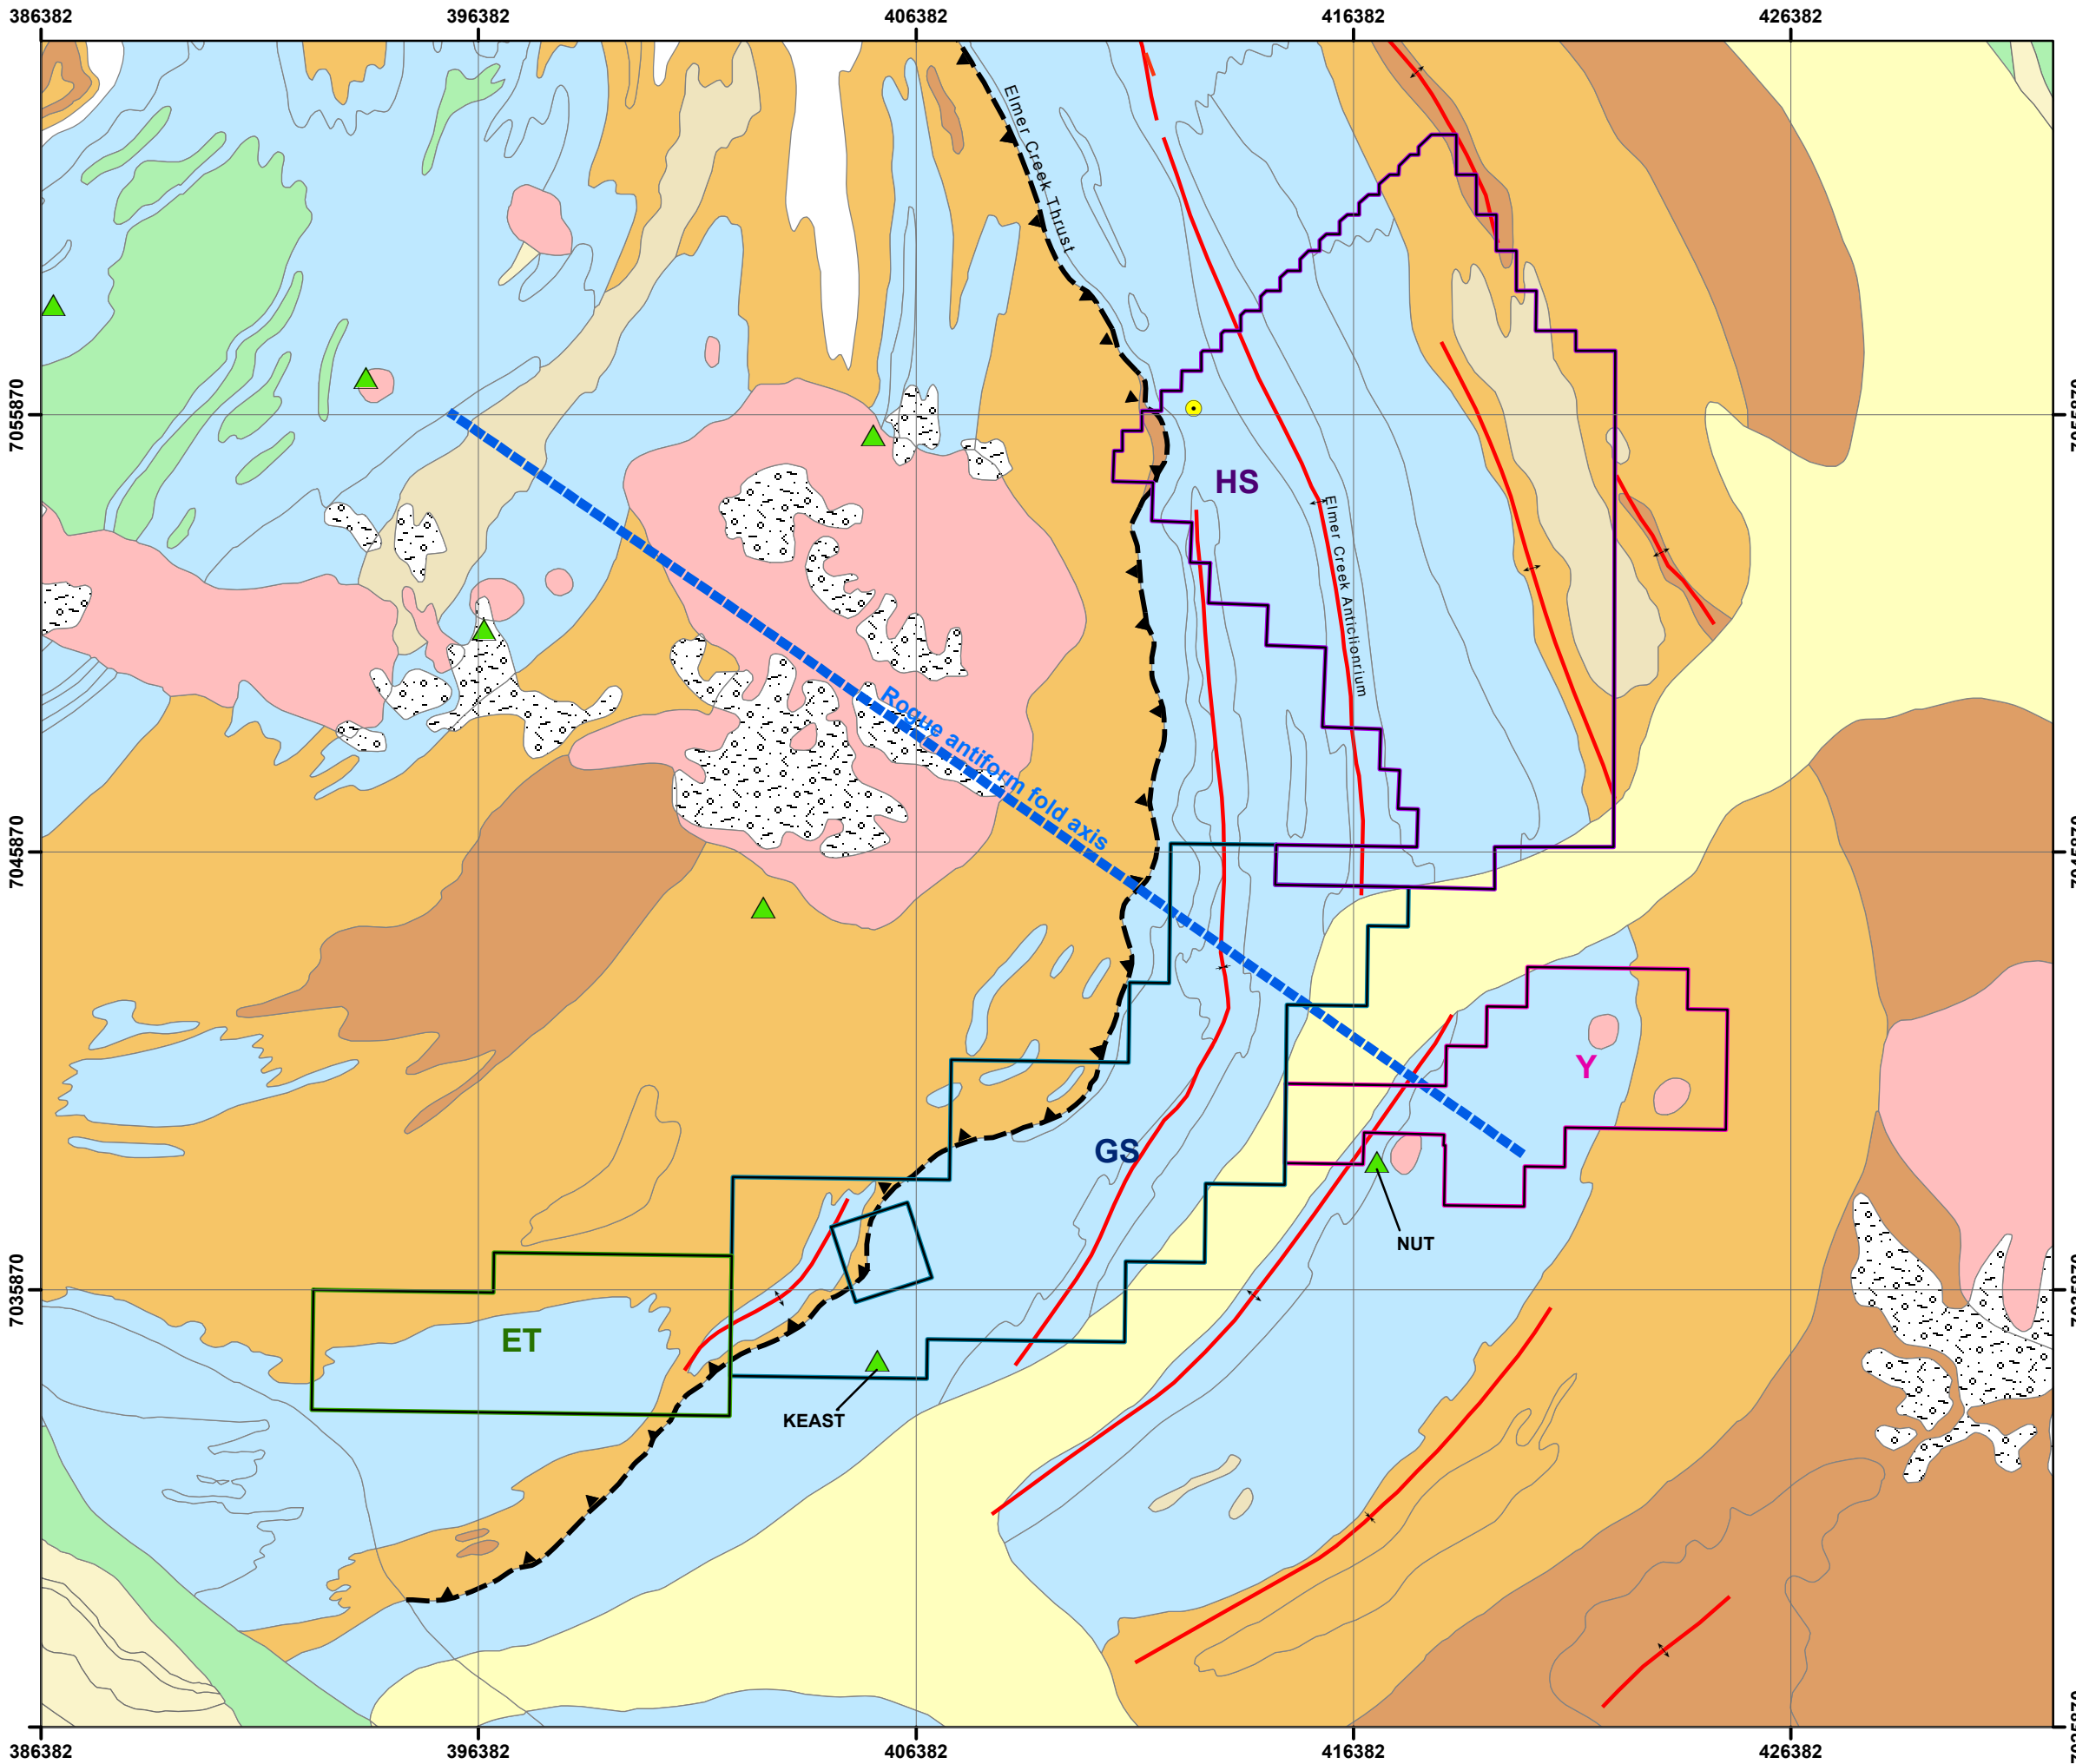 386382 396382 406382 416382 426382
Elmer Creek Thrust
7055870
HS
Elmer Creek Anticlionrium
Rogue antiform fold axis
7045870
Y
GS
NUT
7035870
ET
KEAST
386382 396382 406382 416382 426382